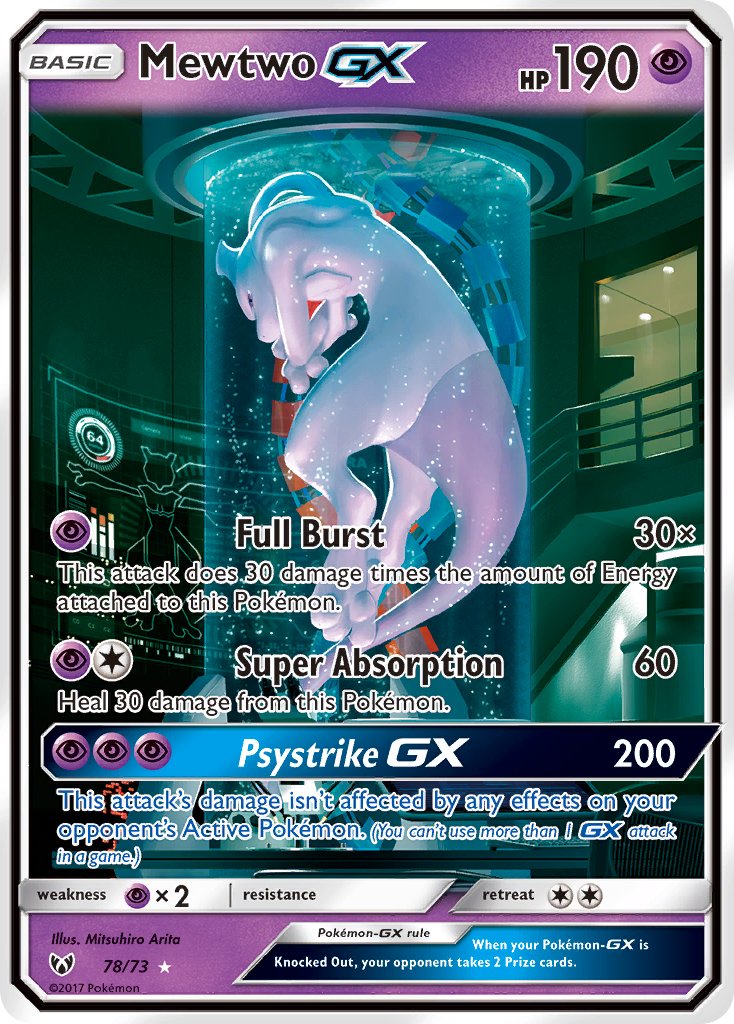 BASIC Mewtwo GX HP 190
64
Full Burst 30×
This attack does 30 damage times the amount of Energy
attached to this Pokémon.
Super Absorption 60
Heal 30 damage from this Pokémon.
Psystrike GX 200
This attack's damage isn't affected by any effects on your
opponent's Active Pokémon. (You can't use more than 1 GX attack
in a game.)
weakness ×2 resistance retreat
Illus. Mitsuhiro Arita
78/73
©2017 Pokémon
Pokémon-GX rule
When your Pokémon-GX is
Knocked Out, your opponent takes 2 Prize cards.